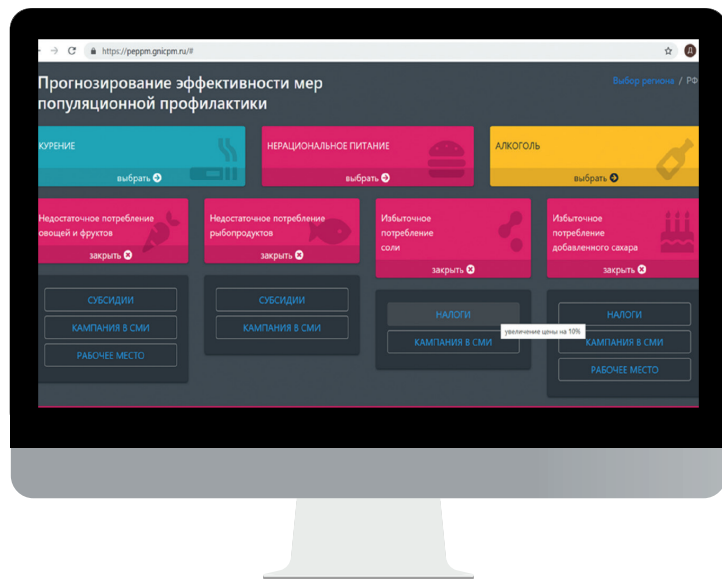 https://peppm.gnicpm.ru/#
Д
Прогнозирование эффективности мер
популяционной профилактики
Выбор региона / РФ
КУРЕНИЕ
выбрать
НЕРАЦИОНАЛЬНОЕ ПИТАНИЕ
выбрать
АЛКОГОЛЬ
выбрать
Недостаточное потребление
овощей и фруктов
закрыть
Недостаточное потребление
рыбопродуктов
закрыть
Избыточное
потребление
соли
закрыть
Избыточное
потребление
добавленного сахара
закрыть
СУБСИДИИ
КАМПАНИЯ В СМИ
РАБОЧЕЕ МЕСТО
СУБСИДИИ
КАМПАНИЯ В СМИ
НАЛОГИ
увеличение цены на 10%
КАМПАНИЯ В СМИ
НАЛОГИ
КАМПАНИЯ В СМИ
РАБОЧЕЕ МЕСТО